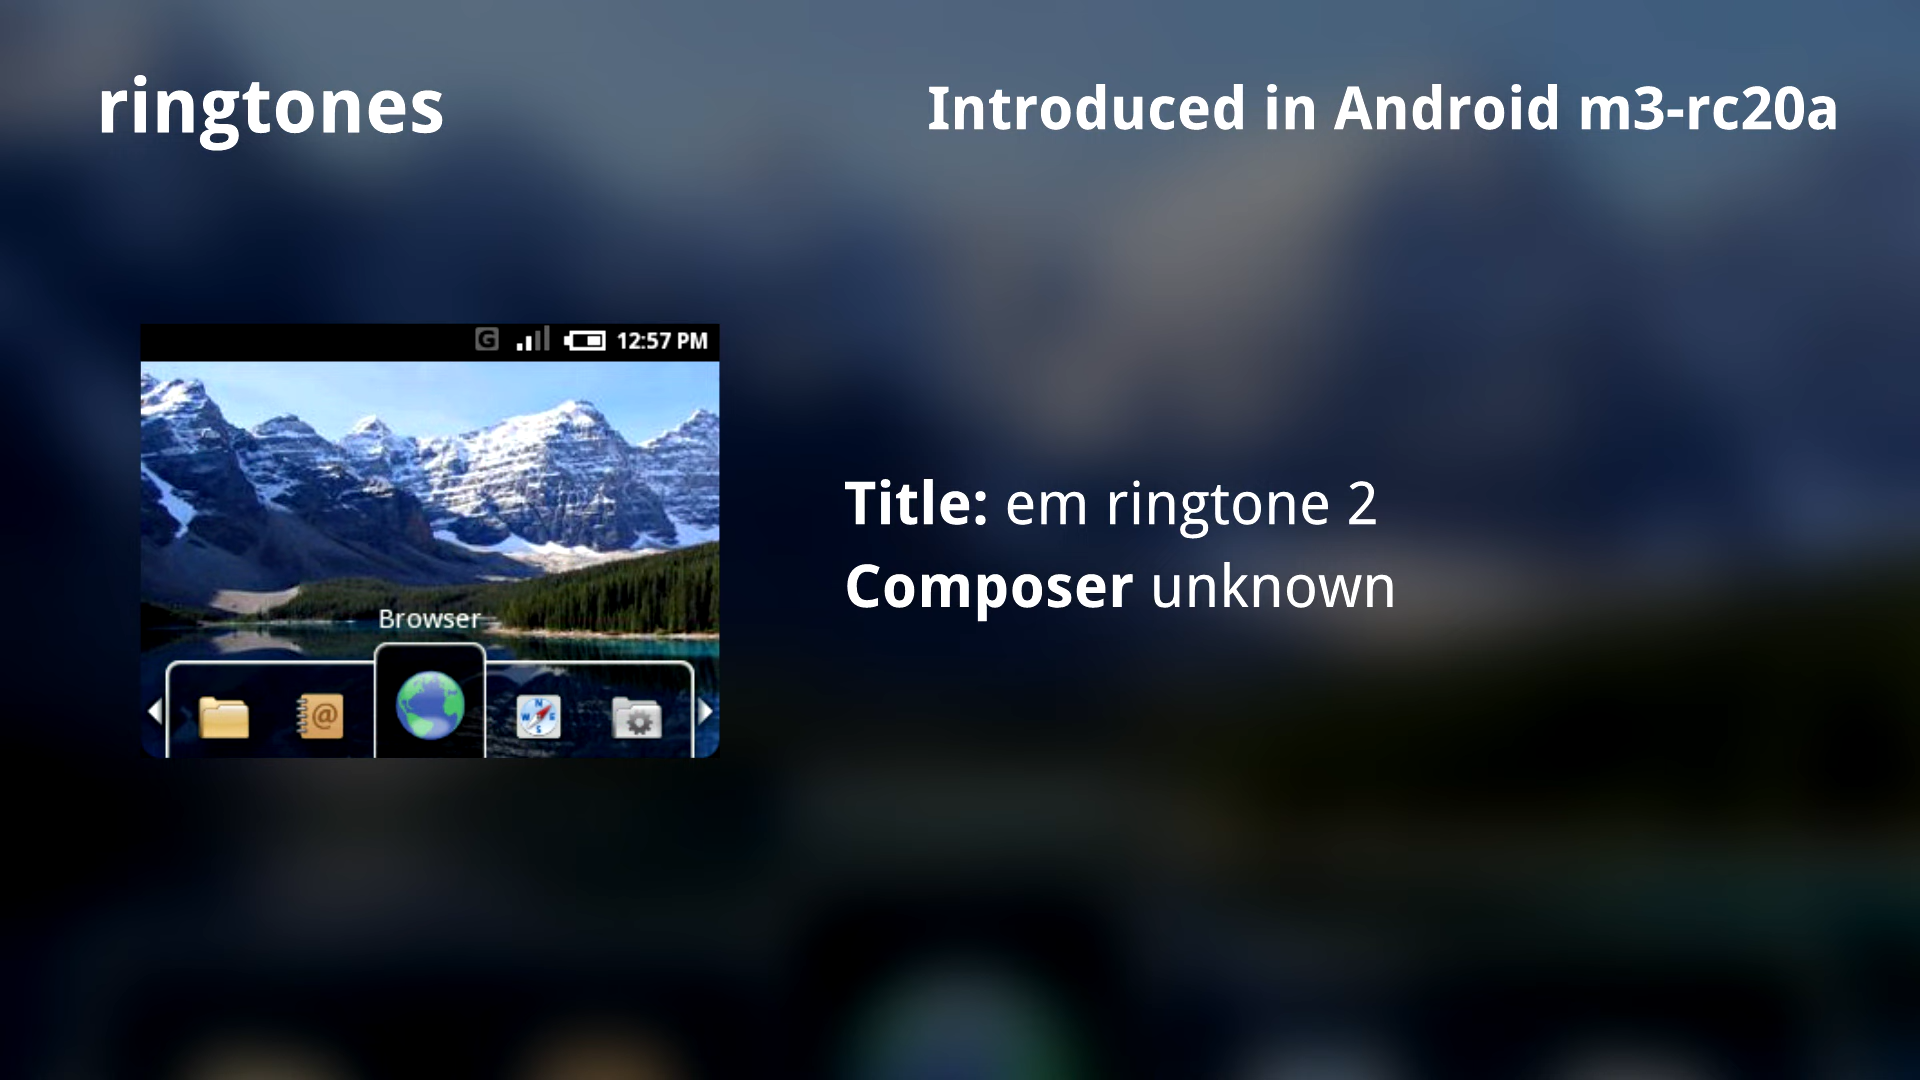 ringtones
Introduced in Android m3-rc20a
G 12:57 PM
Title: em ringtone 2
Composer unknown
Browser
@
N
W E
S